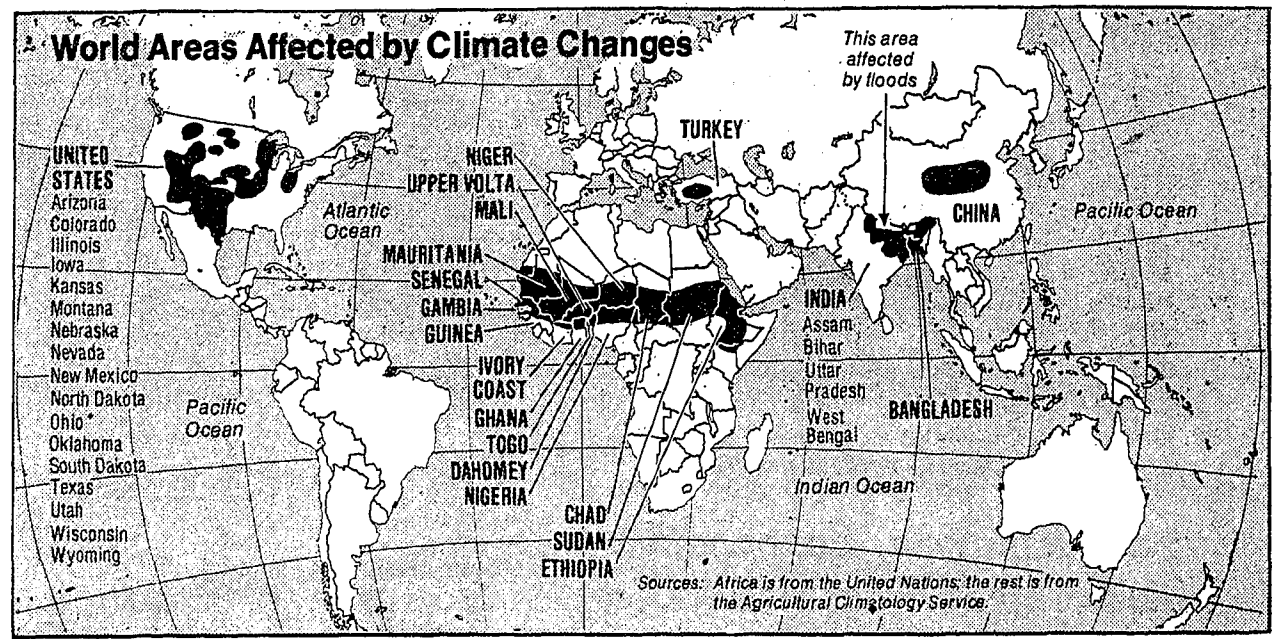 World Areas Affected by Climate Changes
This area
affected
by floods
UNITED
STATES
Arizona
Colorado
Illinois
Iowa
Kansas
Montana
Nebraska
Nevada
New Mexico
North Dakota
Ohio
Oklahoma
South Dakota
Texas
Utah
Wisconsin
Wyoming
Atlantic
Ocean
Pacific
Ocean
NIGER
UPPER VOLTA
MALI
MAURITANIA
SENEGAL
GAMBIA
GUINEA
IVORY
COAST
GHANA
TOGO
DAHOMEY
NIGERIA
CHAD
SUDAN
ETHIOPIA
TURKEY
CHINA
Pacific Ocean
INDIA
Assam
Bihar
Uttar
Pradesh
West
Bengal
BANGLADESH
Indian Ocean
Sources: Africa is from the United Nations; the rest is from
the Agricultural Climatology Service.